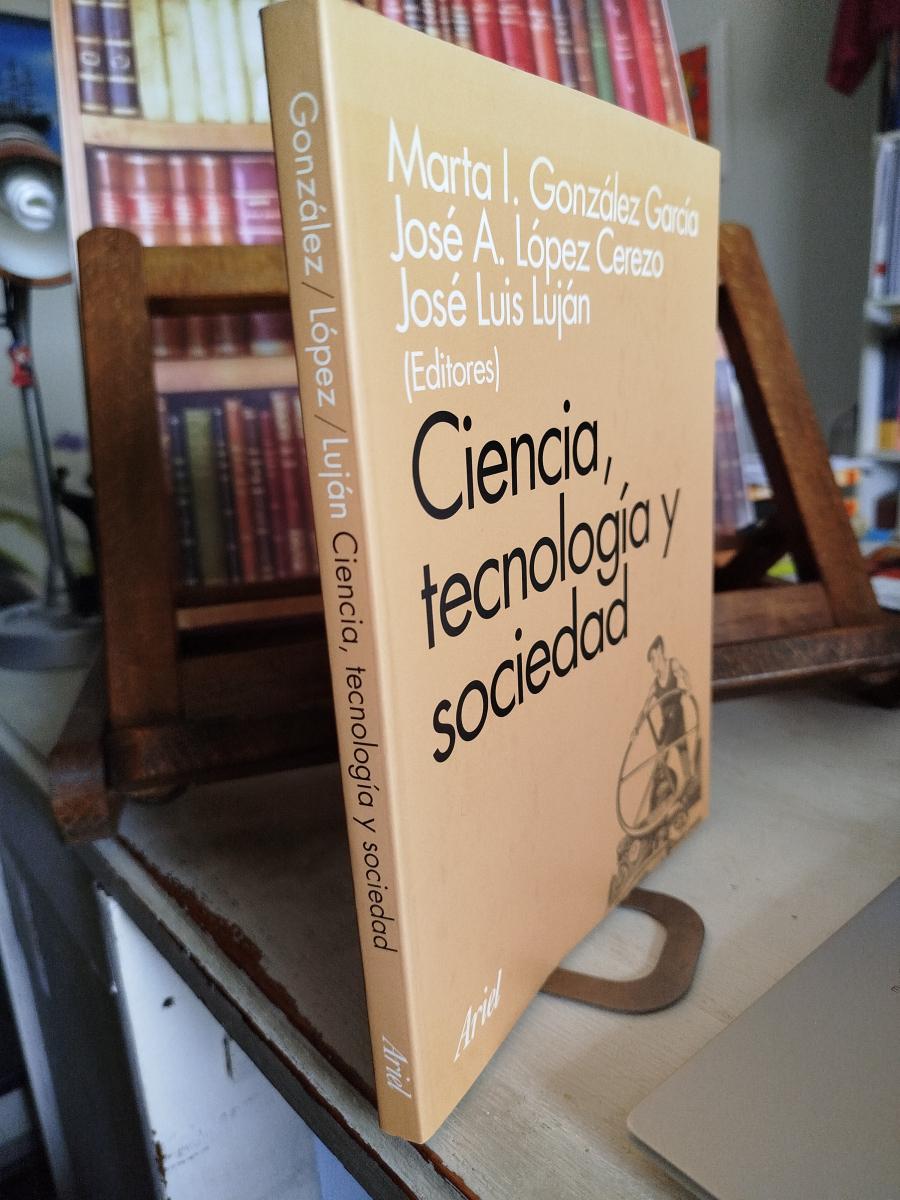 Marta I. González García
José A. López Cerezo
José Luis Luján
(Editores)
Ciencia,
tecnología y
sociedad
Ariel
González / López / Luján Ciencia, tecnología y sociedad
Ariel